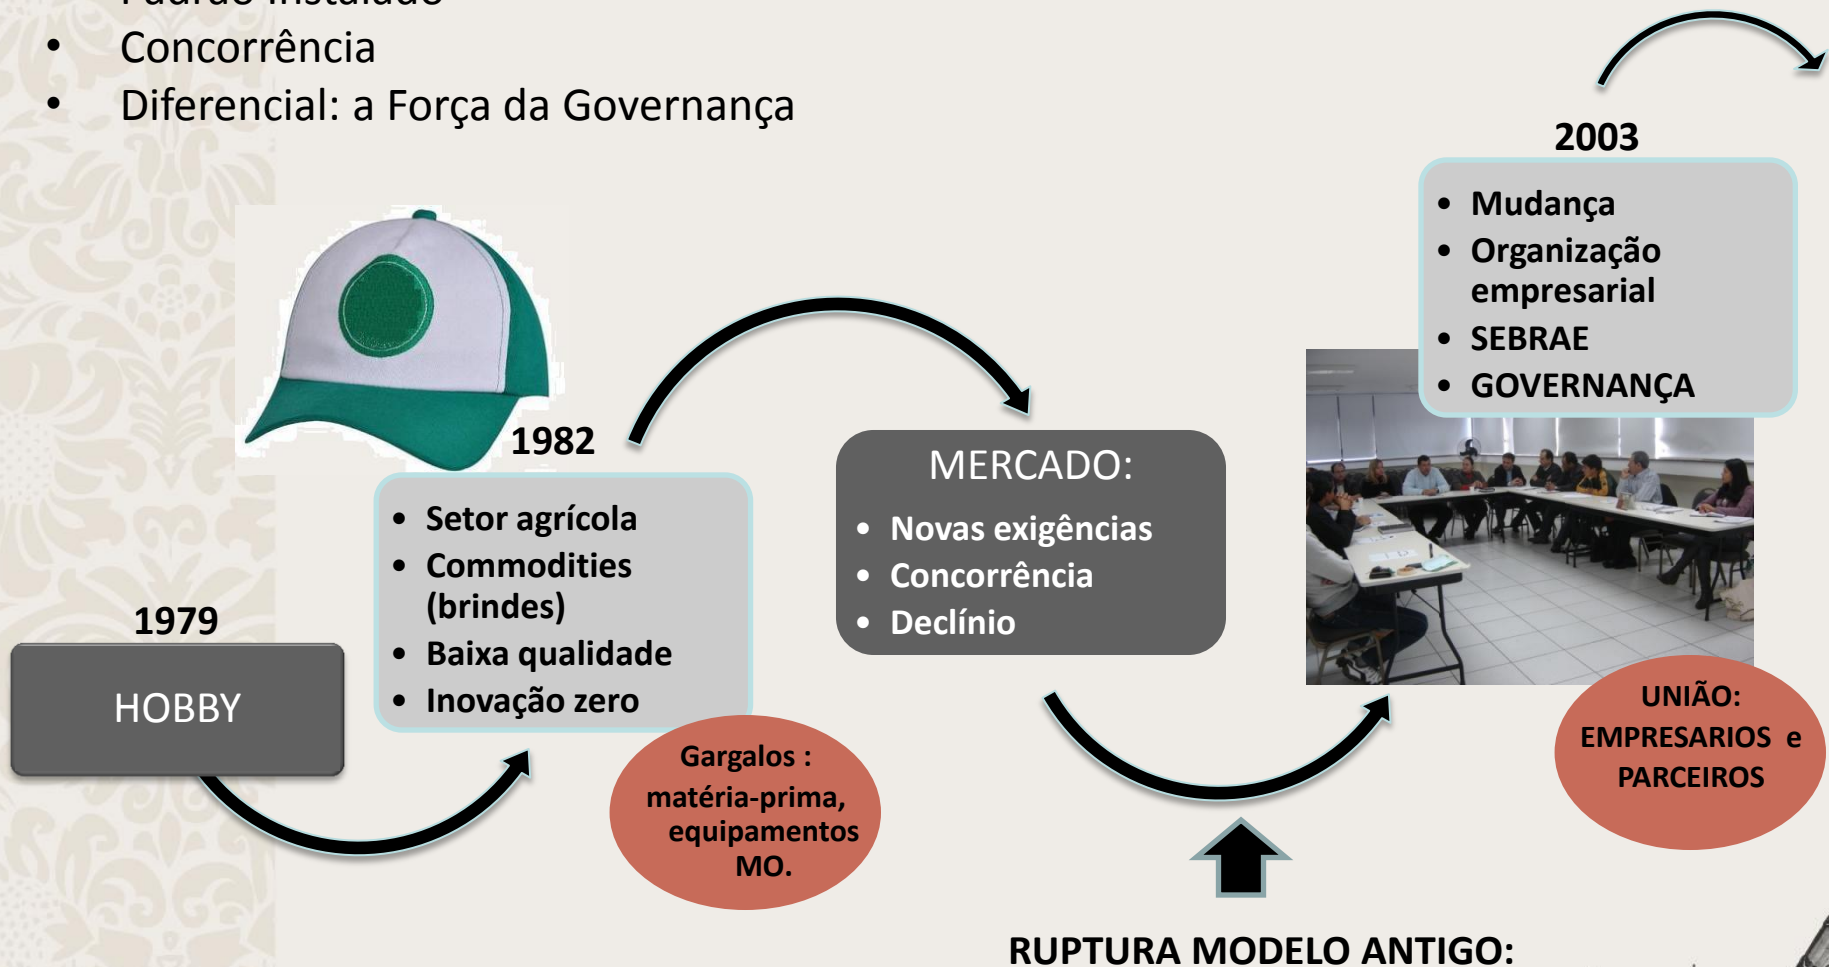 • Concorrência
• Diferencial: a Força da Governança
2003
• Mudança
• Organização
empresarial
• SEBRAE
• GOVERNANÇA
1982
• Setor agrícola
• Commodities
(brindes)
• Baixa qualidade
• Inovação zero
MERCADO:
• Novas exigências
• Concorrência
• Declínio
1979
HOBBY
Gargalos :
matéria-prima,
equipamentos
MO.
UNIÃO:
EMPRESARIOS e
PARCEIROS
RUPTURA MODELO ANTIGO: